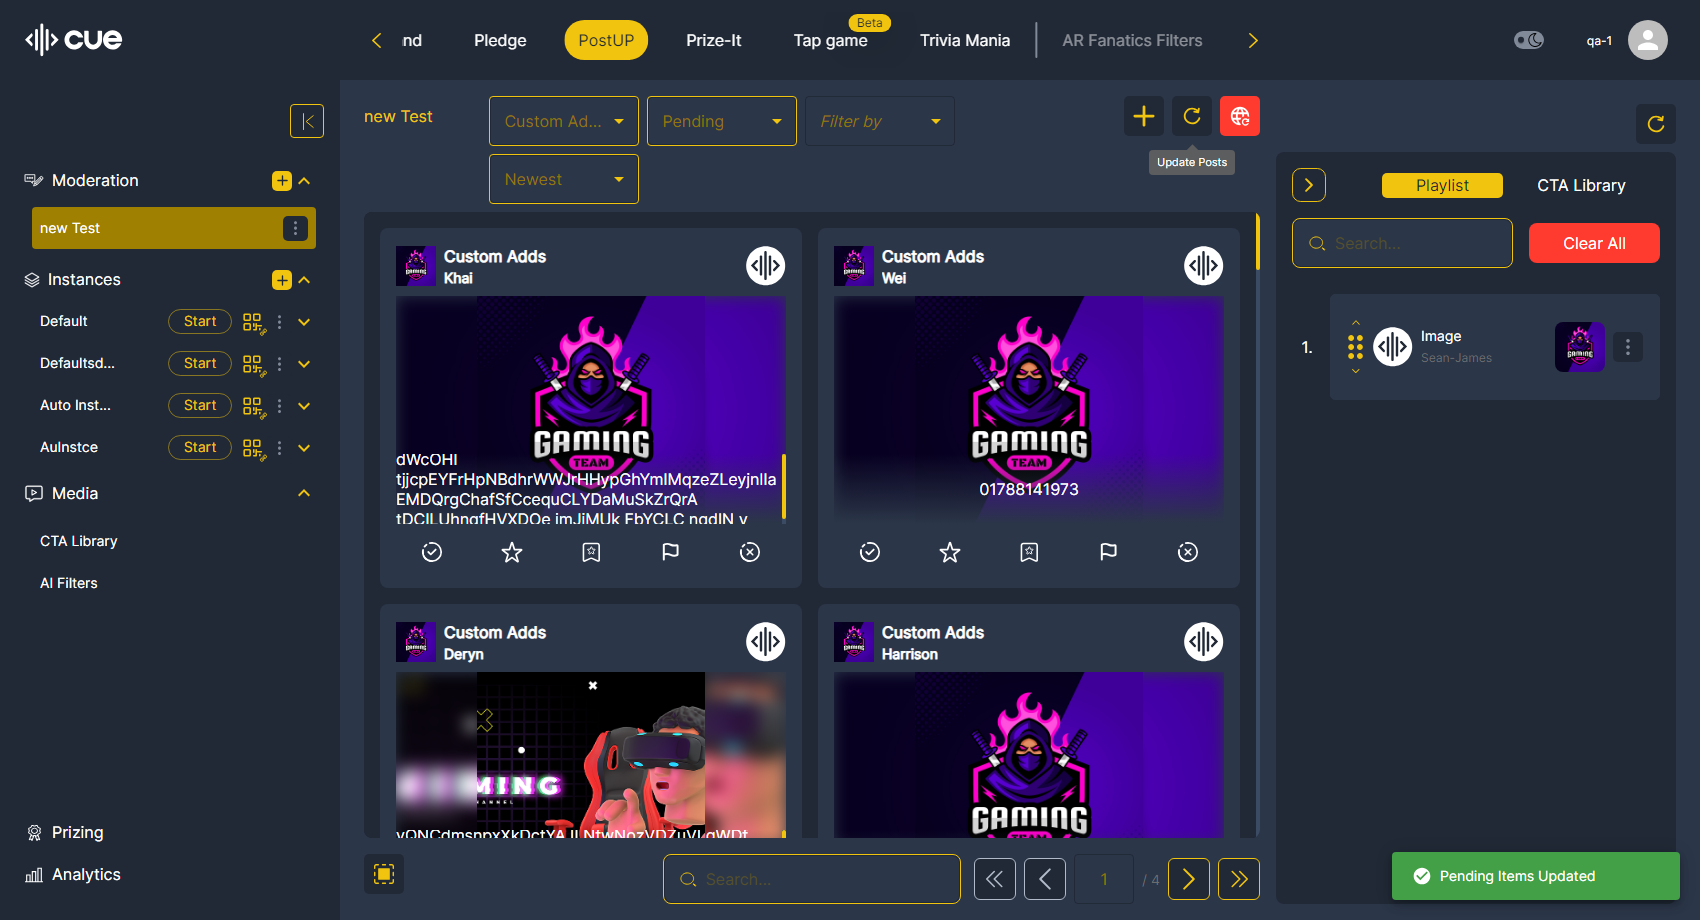 cue
nd
Pledge
PostUP
Prize-It
Beta
Tap game
Trivia Mania
AR Fanatics Filters
qa-1
Moderation
new Test
Instances
Default
Start
Defaultsd...
Start
Auto Inst...
Start
AuInstce
Start
Media
CTA Library
AI Filters
Prizing
Analytics
new Test
Custom Ad...
Pending
Filter by
Newest
Update Posts
Custom Adds
Khai
GAMING
TEAM
dWcOHI
EMDQrgChafSfCcequCLYDaMuSkZrQrA
Custom Adds
Wei
GAMING
TEAM
01788141973
Custom Adds
Deryn
MING
Custom Adds
Harrison
GAMING
TEAM
Search...
1
/ 4
Playlist
CTA Library
Search...
Clear All
1.
Image
Sean-James
GAMING
Pending Items Updated